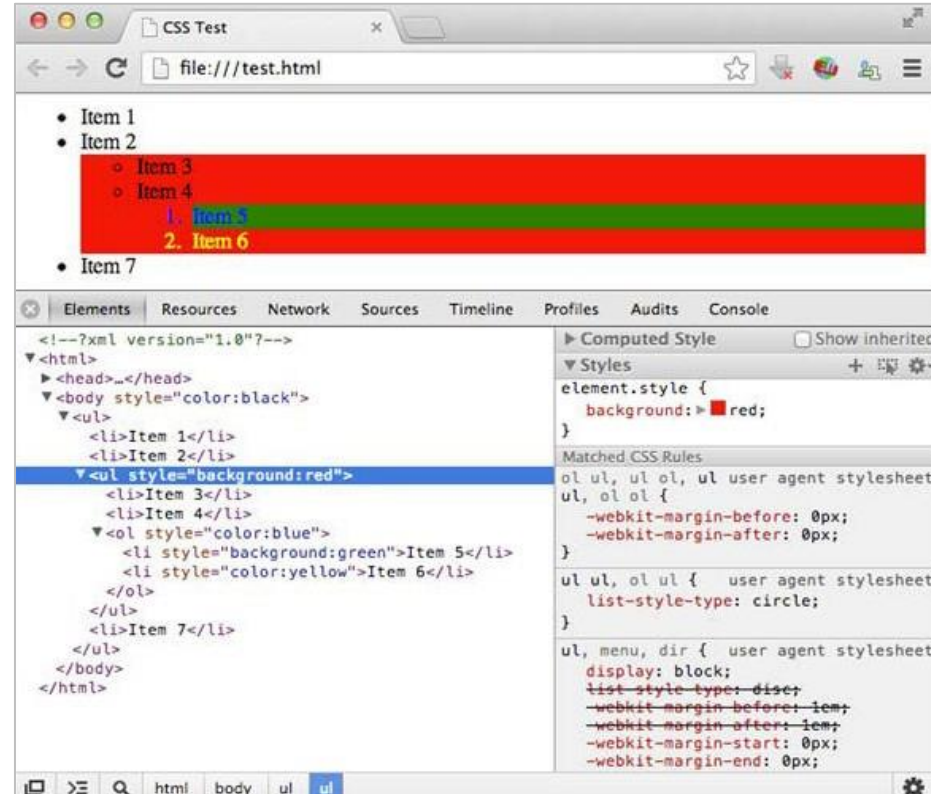 CSS Test
file:///test.html
Item 1
Item 2
Item 3
Item 4
1. Item 5
2. Item 6
Item 7
Elements Resources Network Sources Timeline Profiles Audits Console
<!--?xml version="1.0"?-->
<html>
<head>…</head>
<body style="color:black">
<ul>
<li>Item 1</li>
<li>Item 2</li>
<ul style="background:red">
<li>Item 3</li>
<li>Item 4</li>
<ol style="color:blue">
<li style="background:green">Item 5</li>
<li style="color:yellow">Item 6</li>
</ol>
</ul>
<li>Item 7</li>
</ul>
</body>
</html>
Computed Style Show inherited
Styles
element.style {
background: red;
}
Matched CSS Rules
ol ul, ul ol, ul user agent stylesheet
ul, ol ol {
-webkit-margin-before: 0px;
-webkit-margin-after: 0px;
}
ul ul, ol ul { user agent stylesheet
list-style-type: circle;
}
ul, menu, dir { user agent stylesheet
display: block;
list-style-type: disc;
-webkit-margin-before: 1em;
-webkit-margin-after: 1em;
-webkit-margin-start: 0px;
-webkit-margin-end: 0px;
html body ul ul